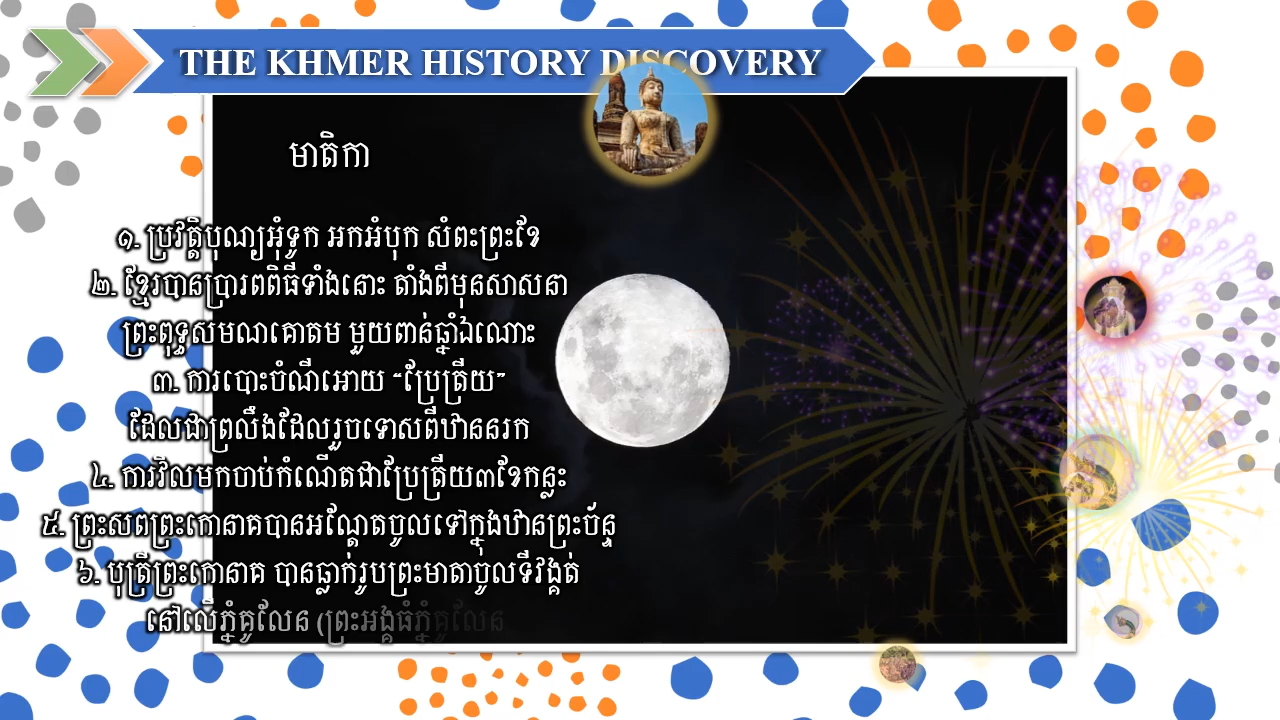 THE KHMER HISTORY DISCOVERY
មាតិកា
១. ប្រវត្តិបុណ្យអុំទូក អកអំបុក សំពះព្រះខែ
២. ខ្មែរបានប្រារពពិធីទាំងនោះ តាំងពីមុនសាសនា
ព្រះពុទ្ធសមណគោតម មួយពាន់ឆ្នាំឯណោះ
៣. ការបោះចំណីអោយ “ប្រែត្រីយ”
ដែលជាព្រលឹងដែលរួចទោសពីឋាននរក
៤. ការវិលមកចាប់កំណើតជាប្រែត្រីយ៣ខែកន្លះ
៥. ព្រះសពព្រះកោនាគបានអណ្តែតចូលទៅក្នុងឋានព្រះច័ន្ទ
៦. បុត្រីព្រះកោនាគ បានធ្លាក់រូបព្រះមាតាចូលទីវង្គត់
នៅលើភ្នំគូលែន (ព្រះអង្គធំភ្នំគូលែន